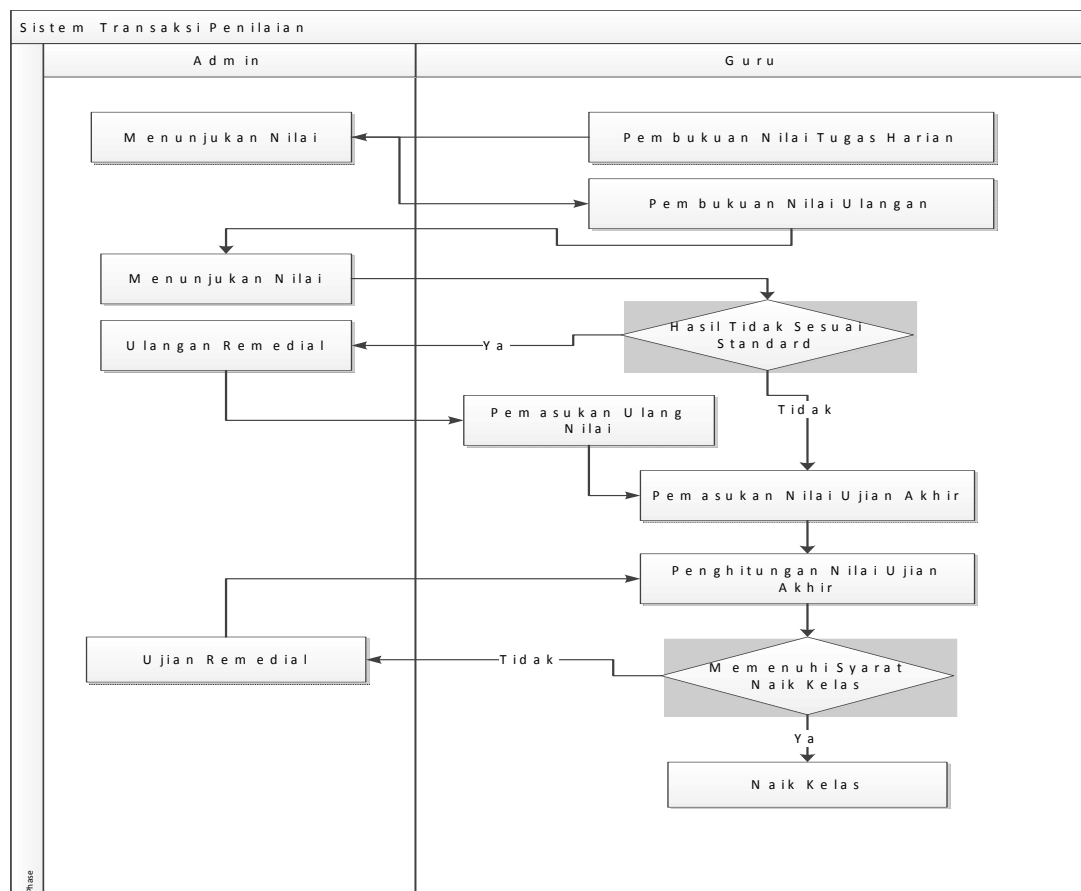 Sistem Transaksi Penilaian
Admin
Guru
Menunjukan Nilai
Pembukuan Nilai Tugas Harian
Pembukuan Nilai Ulangan
Menunjukan Nilai
Hasil Tidak Sesuai
Standard
Ulangan Remedial
Ya
Tidak
Pemasukan Ulang
Nilai
Pemasukan Nilai Ujian Akhir
Penghitungan Nilai Ujian
Akhir
Ujian Remedial
Tidak
Memenuhi Syarat
Naik Kelas
Ya
Naik Kelas
Phase